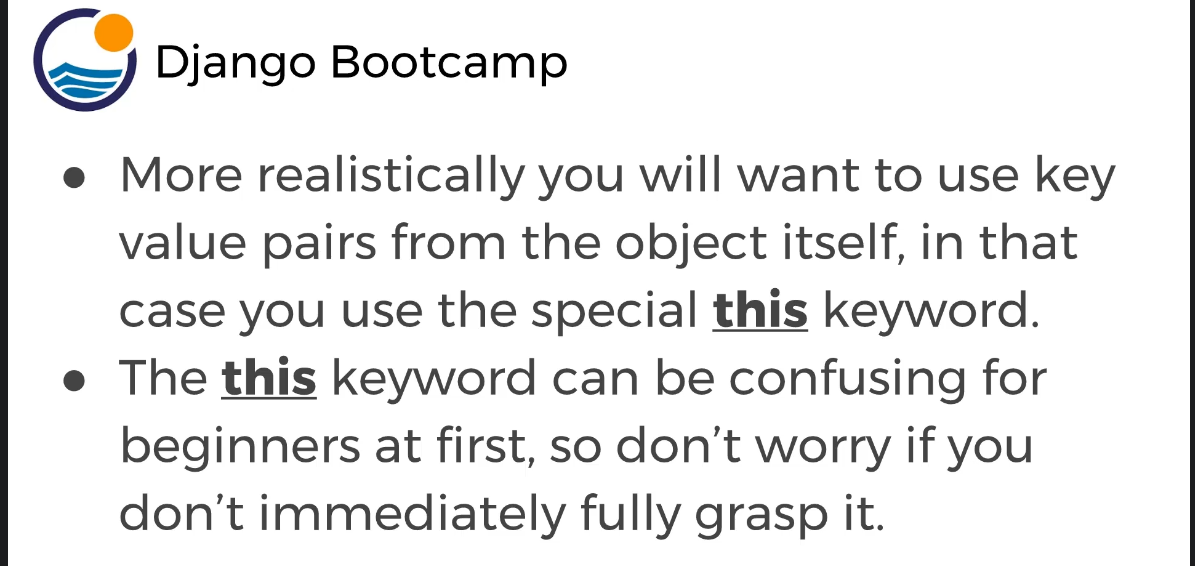 Django Bootcamp
● More realistically you will want to use key
value pairs from the object itself, in that
case you use the special this keyword.
● The this keyword can be confusing for
beginners at first, so don’t worry if you
don’t immediately fully grasp it.